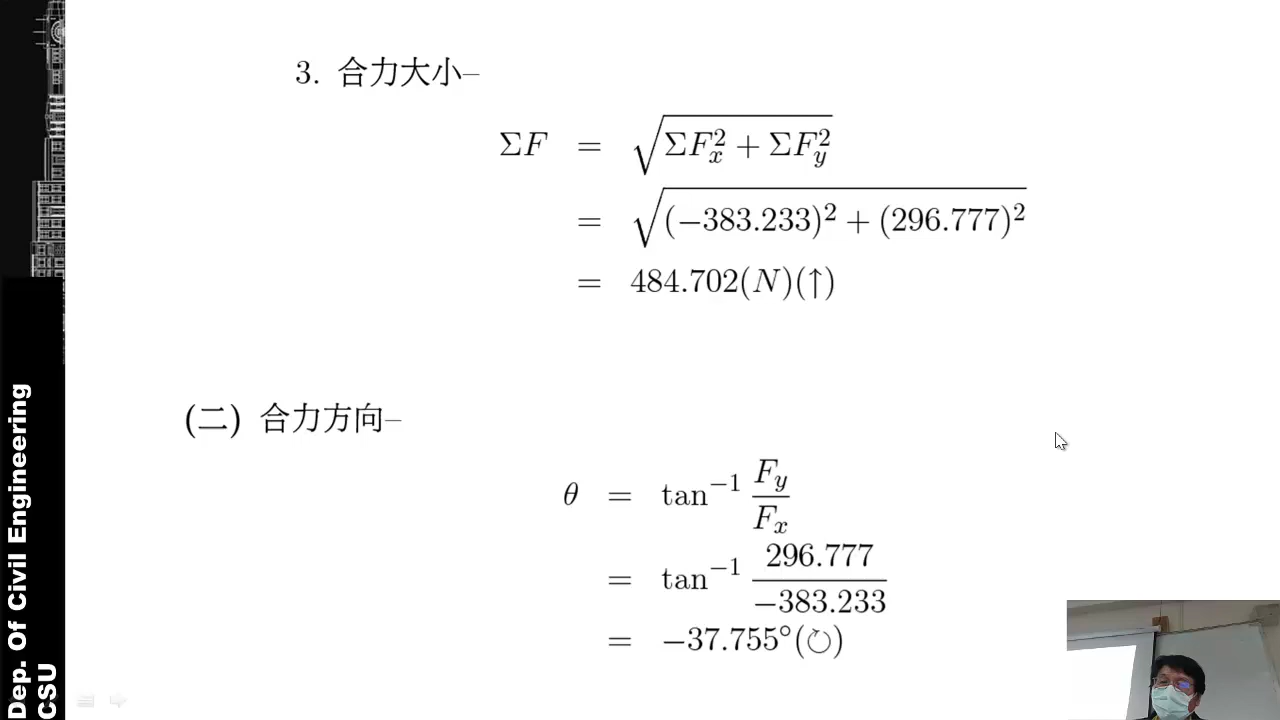 3. 合力大小–
ΣF = √(ΣF_x^2 + ΣF_y^2)
= √((−383.233)^2 + (296.777)^2)
= 484.702(N)(↑)
(二) 合力方向–
θ = tan^−1 F_y/F_x
= tan^−1 296.777/−383.233
= −37.755°(↻)
Dep. Of Civil Engineering
CSU